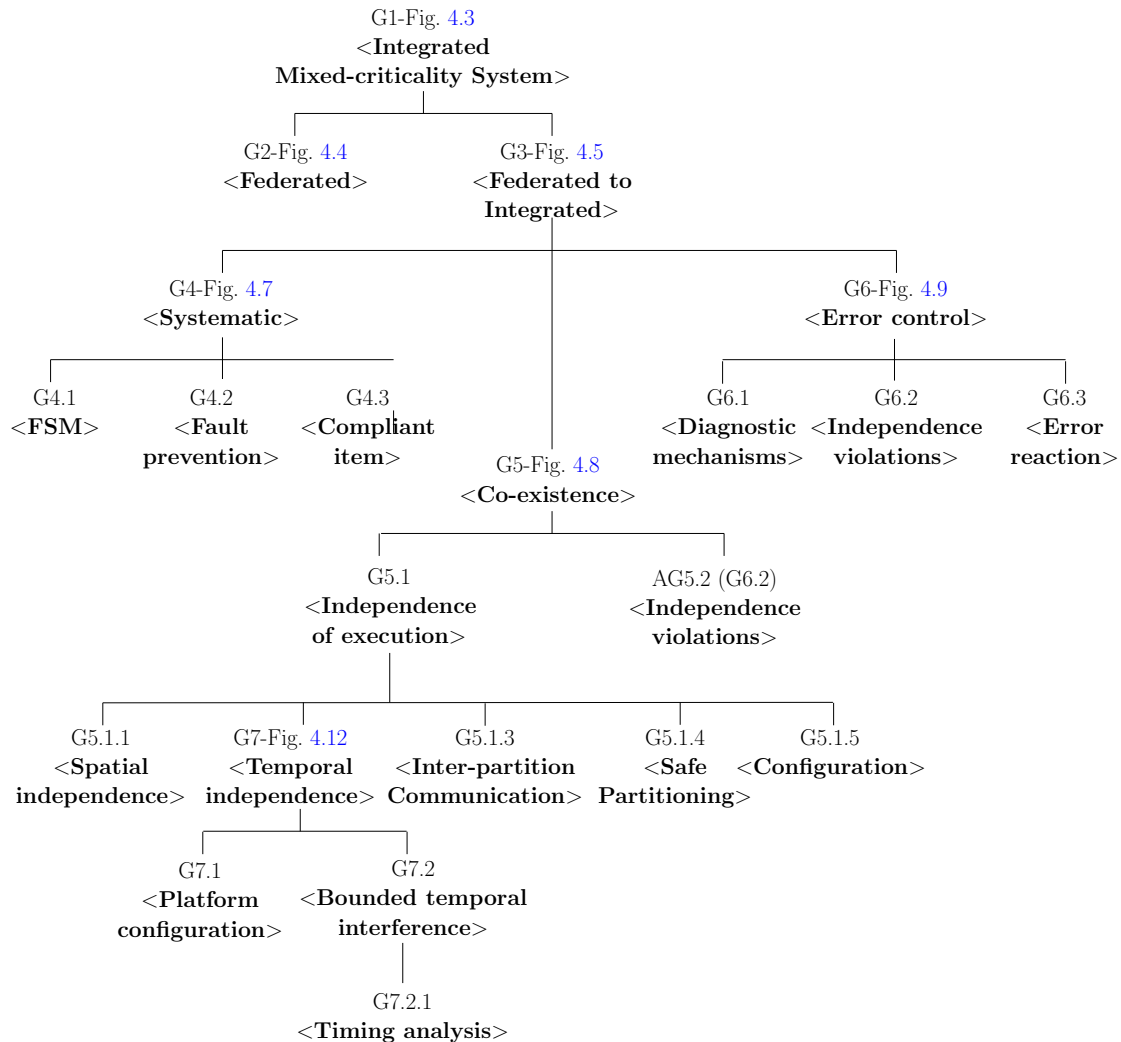 G1-Fig. 4.3
<Integrated
Mixed-criticality System>
G2-Fig. 4.4
<Federated>
G3-Fig. 4.5
<Federated to
Integrated>
G4-Fig. 4.7
<Systematic>
G6-Fig. 4.9
<Error control>
G4.1
<FSM>
G4.2
<Fault
prevention>
G4.3
<Compliant
item>
G6.1
<Diagnostic
mechanisms>
G6.2
<Independence
violations>
G6.3
<Error
reaction>
G5-Fig. 4.8
<Co-existence>
G5.1
<Independence
of execution>
AG5.2 (G6.2)
<Independence
violations>
G5.1.1
<Spatial
independence>
G7-Fig. 4.12
<Temporal
independence>
G5.1.3
<Inter-partition
Communication>
G5.1.4
<Safe
Partitioning>
G5.1.5
<Configuration>
G7.1
<Platform
configuration>
G7.2
<Bounded temporal
interference>
G7.2.1
<Timing analysis>